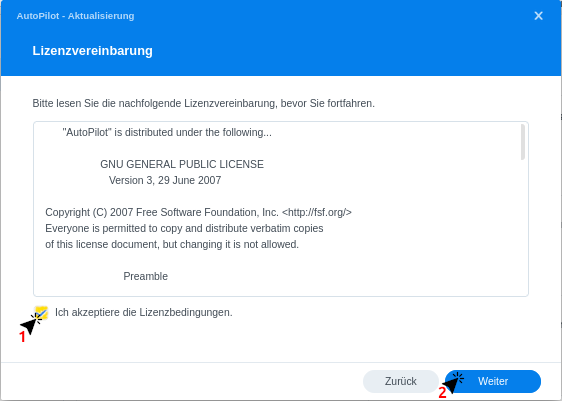 AutoPilot - Aktualisierung
Lizenzvereinbarung
Bitte lesen Sie die nachfolgende Lizenzvereinbarung, bevor Sie fortfahren.
"AutoPilot" is distributed under the following...
GNU GENERAL PUBLIC LICENSE
Version 3, 29 June 2007
Copyright (C) 2007 Free Software Foundation, Inc. <http://fsf.org/>
Everyone is permitted to copy and distribute verbatim copies
of this license document, but changing it is not allowed.
Preamble
Ich akzeptiere die Lizenzbedingungen.
1
Zurück
2
Weiter